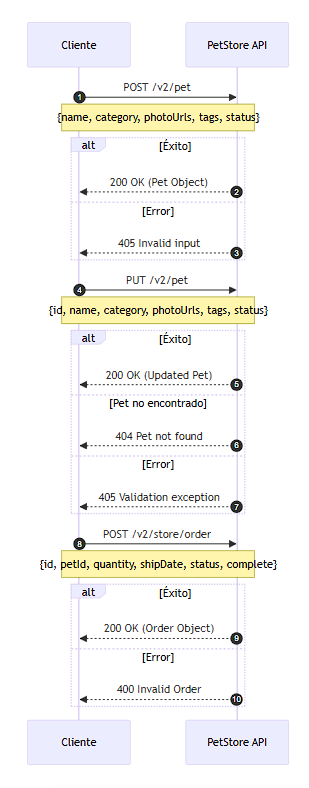 Cliente
PetStore API
POST /v2/pet
1
{name, category, photoUrls, tags, status}
alt
[Éxito]
200 OK (Pet Object)
2
[Error]
405 Invalid input
3
PUT /v2/pet
4
{id, name, category, photoUrls, tags, status}
alt
[Éxito]
200 OK (Updated Pet)
5
[Pet no encontrado]
404 Pet not found
6
[Error]
405 Validation exception
7
POST /v2/store/order
8
{id, petId, quantity, shipDate, status, complete}
alt
[Éxito]
200 OK (Order Object)
9
[Error]
400 Invalid Order
10
Cliente
PetStore API